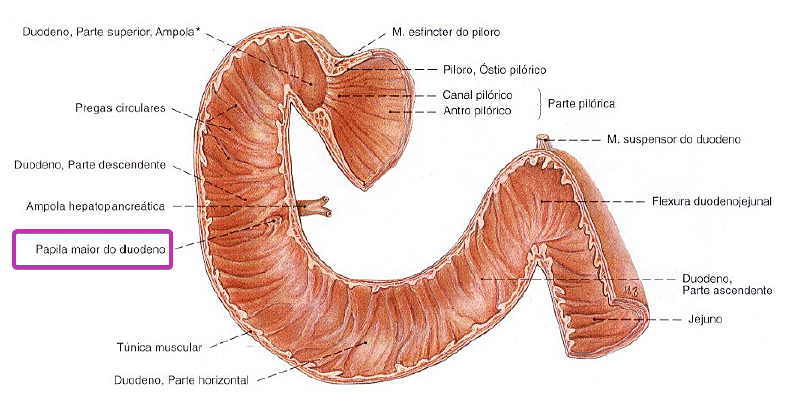 Duodeno, Parte superior, Ampola*
M. esfincter do piloro
Piloro, Óstio pilórico
Canal pilórico
Antro pilórico
Parte pilórica
Pregas circulares
M. suspensor do duodeno
Duodeno, Parte descendente
Ampola hepatopancreática
Flexura duodenojejunal
Papila maior do duodeno
Duodeno,
Parte ascendente
Jejuno
Túnica muscular
Duodeno, Parte horizontal